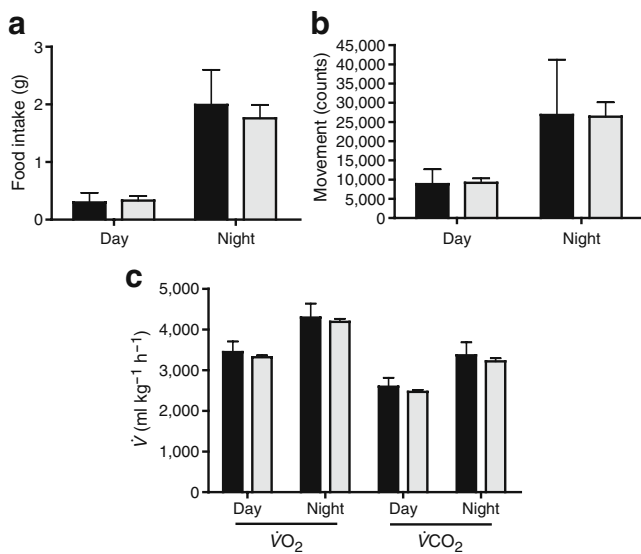 a
Food intake (g)
3
2
1
0
Day Night
b
Movement (counts)
45,000
40,000
35,000
30,000
25,000
20,000
15,000
10,000
5,000
0
Day Night
c
V̇ (ml kg⁻¹ h⁻¹)
5,000
4,000
3,000
2,000
1,000
0
Day Night Day Night
V̇O₂ V̇CO₂